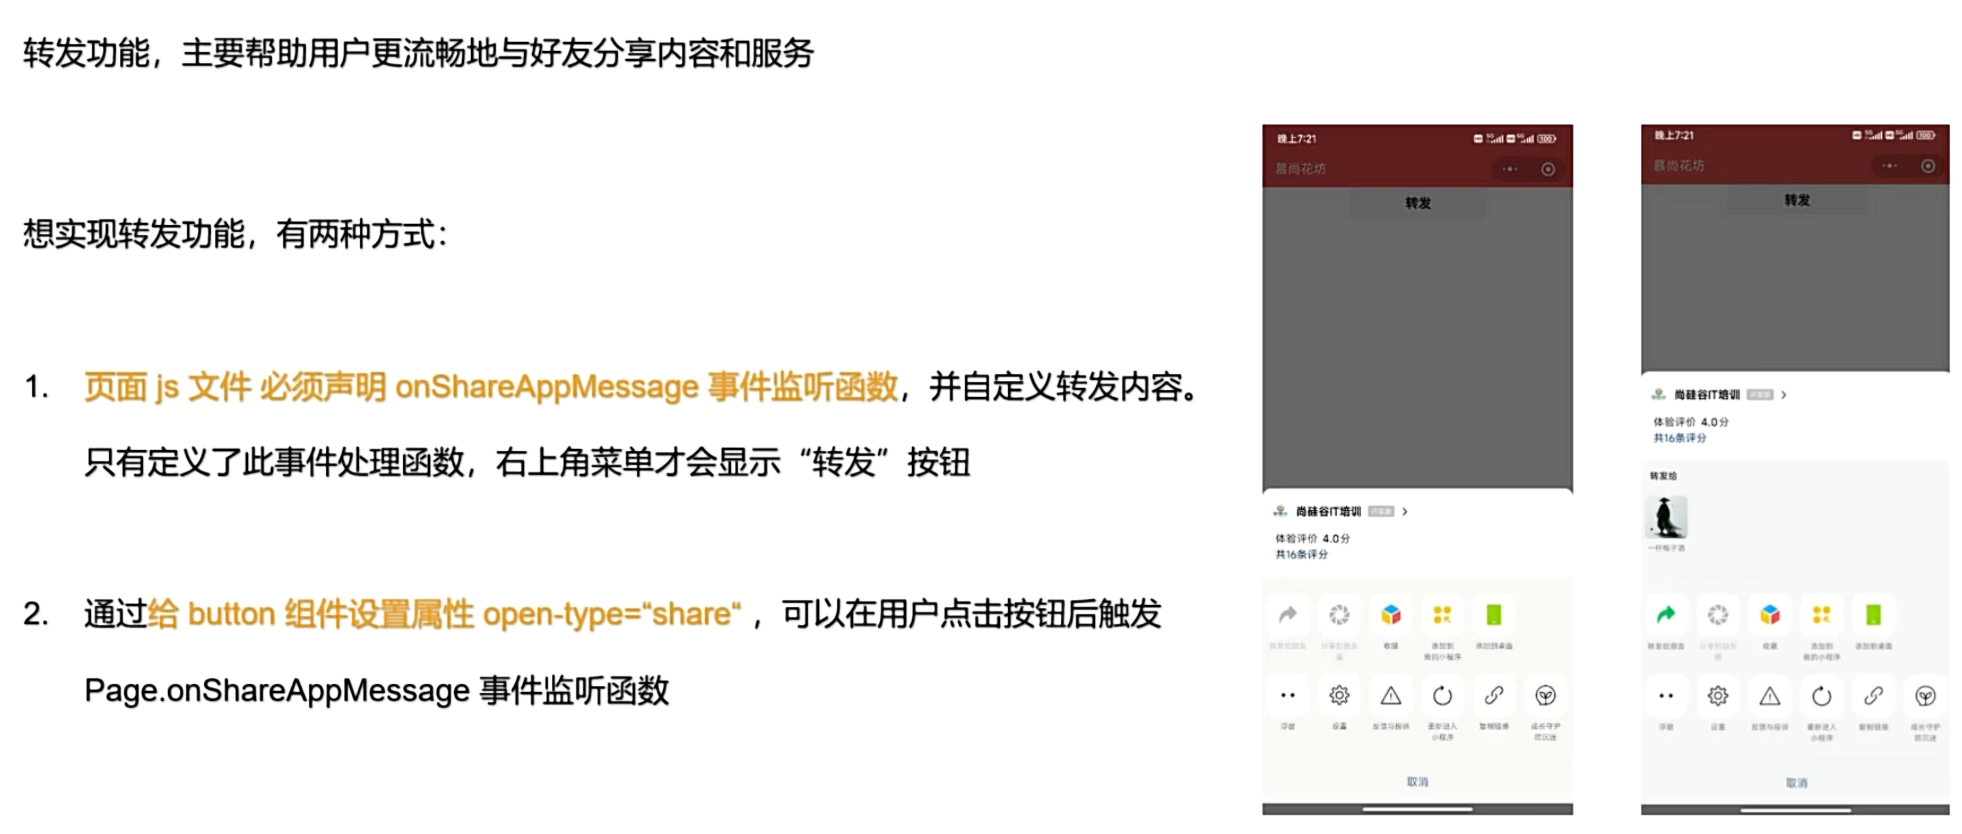 转发功能，主要帮助用户更流畅地与好友分享内容和服务
想实现转发功能，有两种方式：
1. 页面 js 文件 必须声明 onShareAppMessage 事件监听函数，并自定义转发内容。
只有定义了此事件处理函数，右上角菜单才会显示“转发”按钮
2. 通过给 button 组件设置属性 open-type=“share“ ，可以在用户点击按钮后触发
Page.onShareAppMessage 事件监听函数
晚上7:21
慕尚花坊
转发
尚硅谷IT培训
体验评价 4.0分
共16条评分
收藏
添加到
我的小程序
添加到桌面
浮窗
设置
反馈与投诉
重新进入
小程序
复制链接
成长守护
防沉迷
取消
晚上7:21
慕尚花坊
转发
尚硅谷IT培训
体验评价 4.0分
共16条评分
转发给
一杯梅子酒
转发给朋友
收藏
添加到
我的小程序
添加到桌面
浮窗
设置
反馈与投诉
重新进入
小程序
复制链接
成长守护
防沉迷
取消